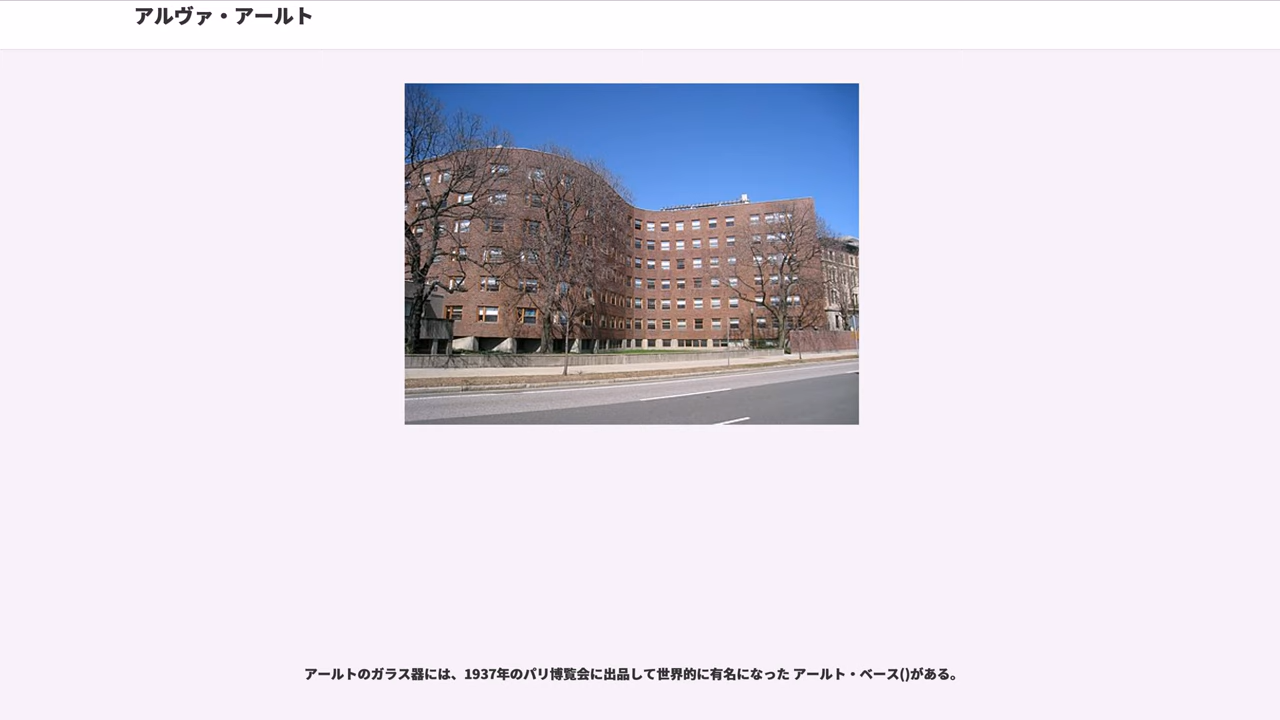 アルヴァ・アールト
アールトのガラス器には、1937年のパリ博覧会に出品して世界的に有名になった アールト・ベース()がある。